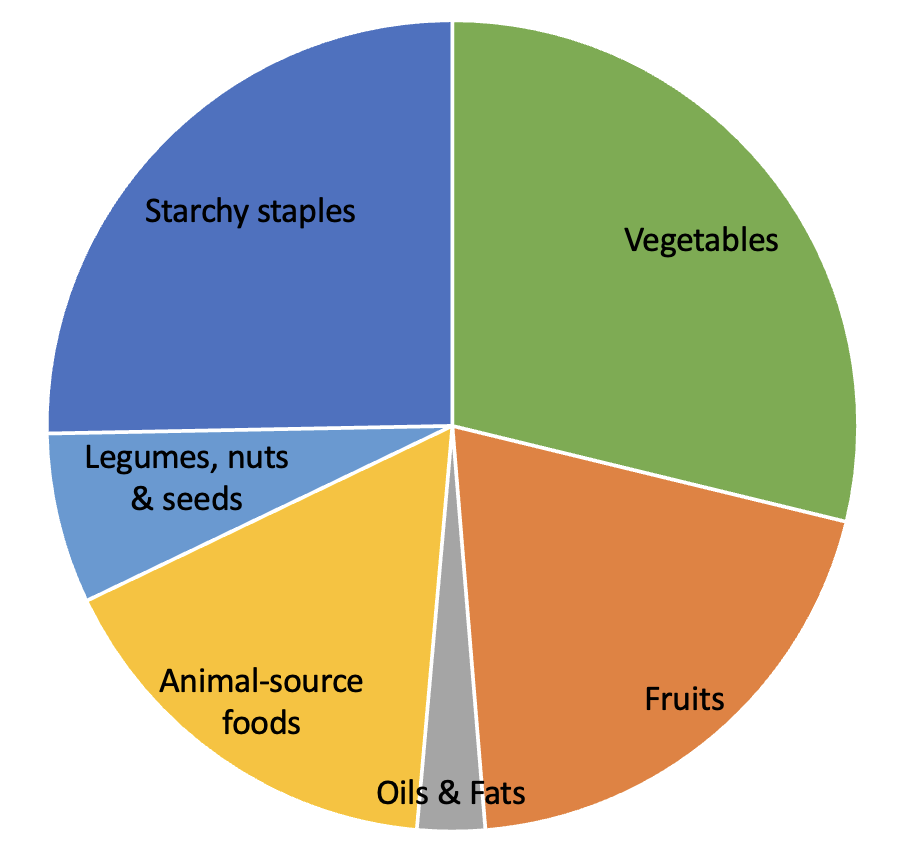 Starchy staples
Vegetables
Legumes, nuts
& seeds
Animal-source
foods
Fruits
Oils & Fats